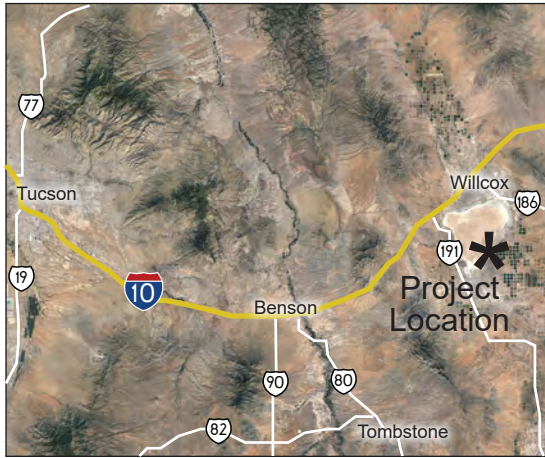 77
Tucson
Willcox
186
191
*
Project
Location
19
10
Benson
90
80
82
Tombstone